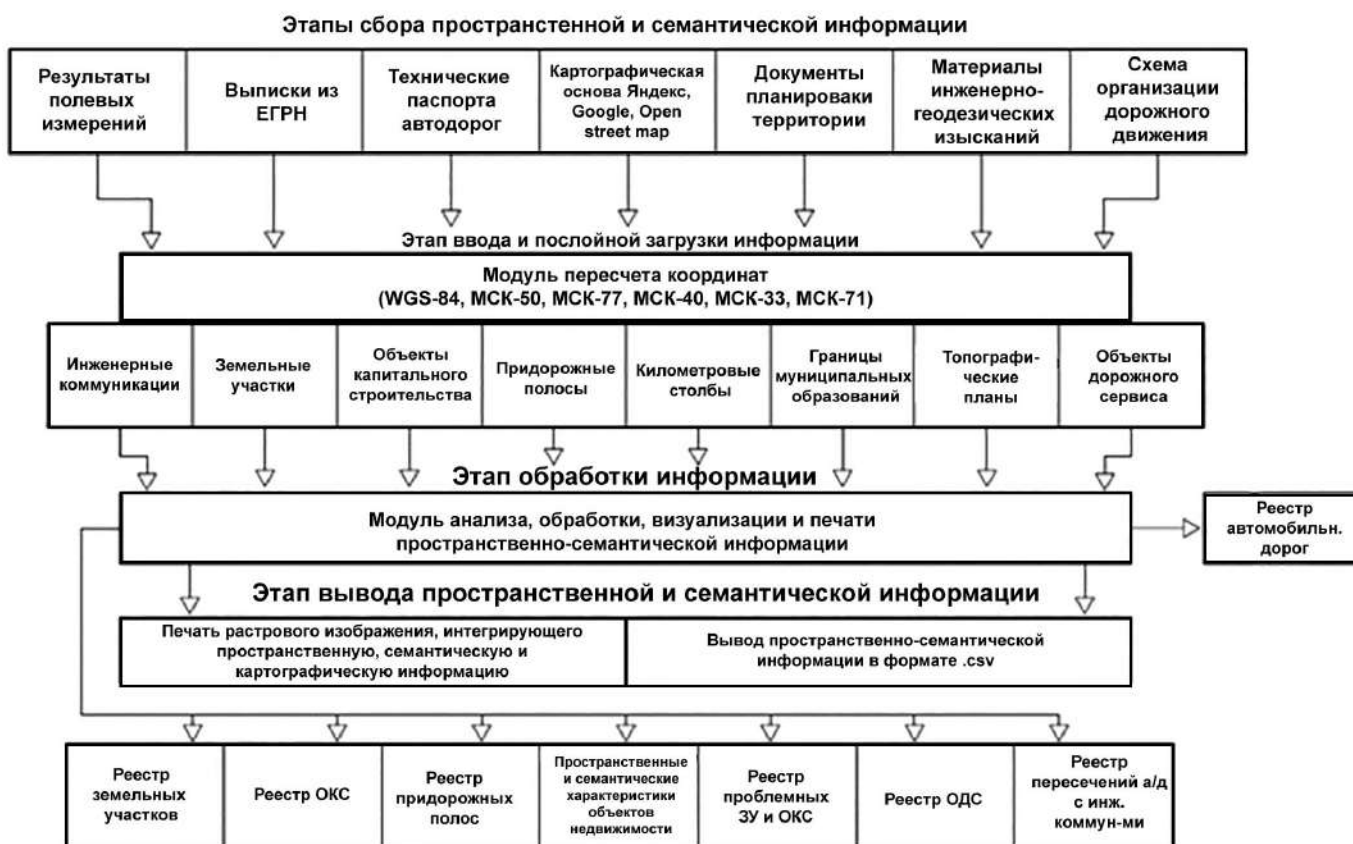 Этапы сбора пространстенной и семантической информации
Результаты
полевых
измерений
Выписки из
ЕГРН
Технические
паспорта
автодорог
Картографическая
основа Яндекс,
Google, Open
street map
Документы
планироваки
территории
Материалы
инженерно-
геодезических
изысканий
Схема
организации
дорожного
движения
Этап ввода и послойной загрузки информации
Модуль пересчета координат
(WGS-84, МСК-50, МСК-77, МСК-40, МСК-33, МСК-71)
Инженерные
коммуникации
Земельные
участки
Объекты
капитального
строительства
Придорожные
полосы
Километровые
столбы
Границы
муниципальных
образований
Топографи-
ческие
планы
Объекты
дорожного
сервиса
Этап обработки информации
Модуль анализа, обработки, визуализации и печати
пространственно-семантической информации
Реестр
автомобильн.
дорог
Этап вывода пространственной и семантической информации
Печать растрового изображения, интегрирующего
пространственную, семантическую и
картографическую информацию
Вывод пространственно-семантической
информации в формате .csv
Реестр
земельных
участков
Реестр ОКС
Реестр
придорожных
полос
Пространственные
и семантические
характеристики
объектов
недвижимости
Реестр
проблемных
ЗУ и ОКС
Реестр ОДС
Реестр
пересечений а/д
с инж.
коммун-ми